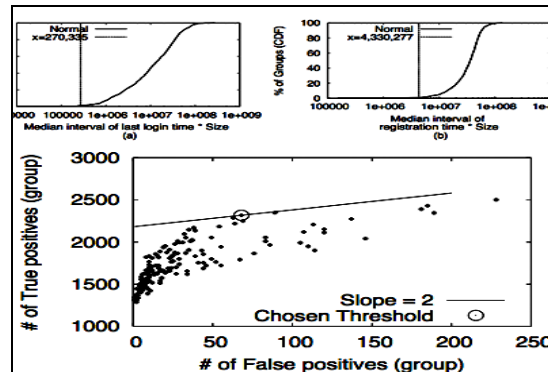 Normal
x=270,335
0000 100000 1e+006 1e+007 1e+008 1e+009
Median interval of last login time * Size
(a)
% of Groups (CDF)
100
80
60
40
20
0
Normal
x=4,330,277
100000 1e+006 1e+007 1e+008 1e+0
Median interval of
registration time * Size
(b)
# of True positives (group)
3000
2500
2000
1500
1000
Slope = 2
Chosen Threshold
0 50 100 150 200 250
# of False positives (group)